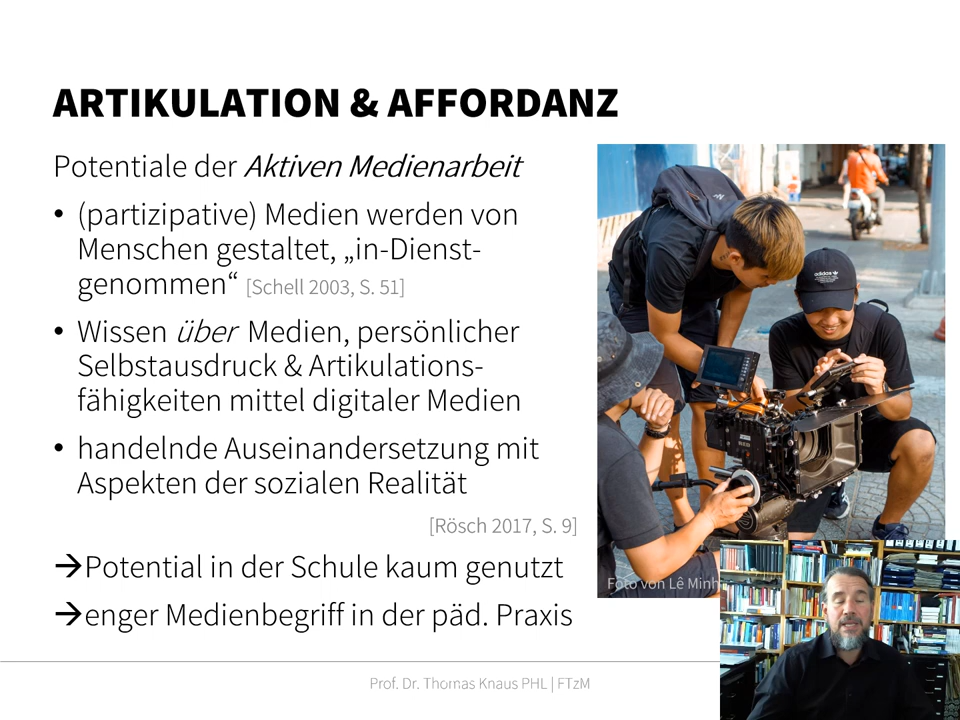 ARTIKULATION & AFFORDANZ
Potentiale der Aktiven Medienarbeit
• (partizipative) Medien werden von
Menschen gestaltet, „in-Dienst-
genommen“ [Schell 2003, S. 51]
• Wissen über Medien, persönlicher
Selbstausdruck & Artikulations-
fähigkeiten mittel digitaler Medien
• handelnde Auseinandersetzung mit
Aspekten der sozialen Realität
[Rösch 2017, S. 9]
→Potential in der Schule kaum genutzt
→enger Medienbegriff in der päd. Praxis
adidas
Foto von Lê Minh
Prof. Dr. Thomas Knaus PHL | FTzM